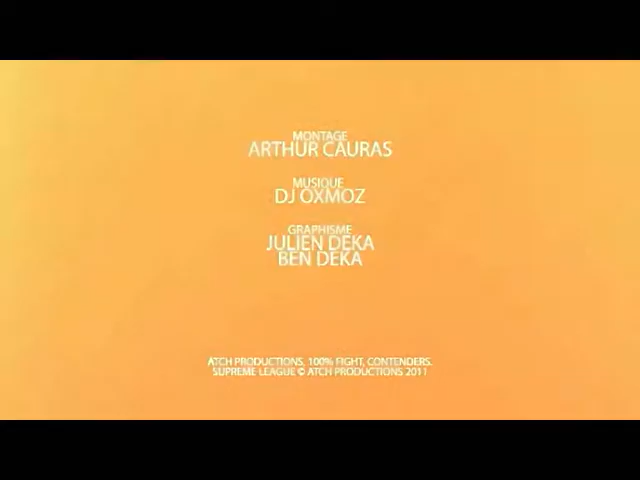 MONTAGE
ARTHUR CAURAS
MUSIQUE
DJ OXMOZ
GRAPHISME
JULIEN DEKA
BEN DEKA
ATCH PRODUCTIONS, 100% FIGHT, CONTENDERS,
SUPREME LEAGUE © ATCH PRODUCTIONS 2011